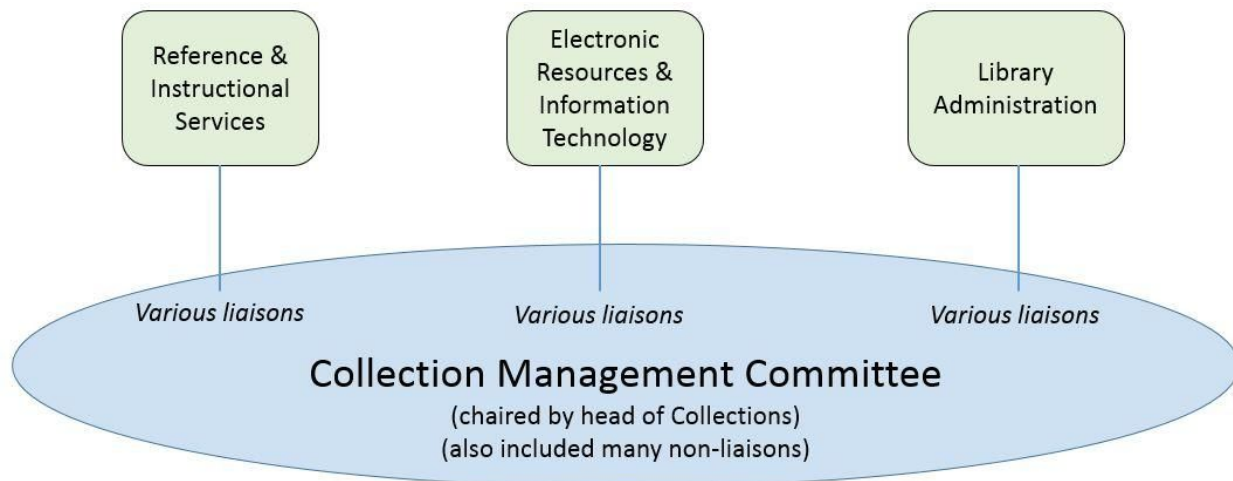 Reference &
Instructional
Services
Electronic
Resources &
Information
Technology
Library
Administration
Various liaisons
Various liaisons
Various liaisons
Collection Management Committee
(chaired by head of Collections)
(also included many non-liaisons)